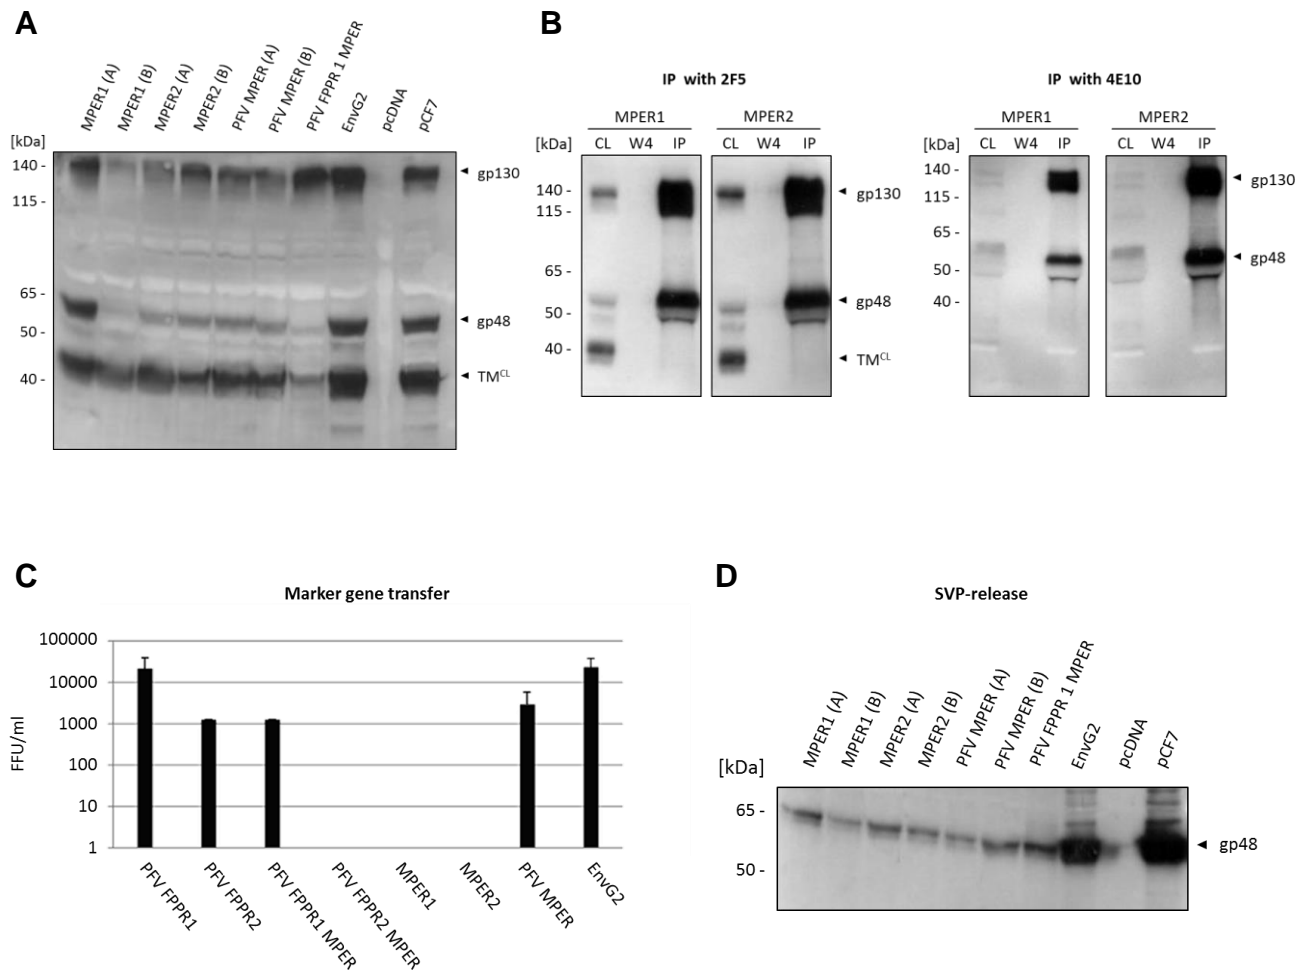 A
MPER1 (A)
MPER1 (B)
MPER2 (A)
MPER2 (B)
PFV MPER (A)
PFV MPER (B)
PFV FPPR 1 MPER
EnvG2
pcDNA
pCF7
[kDa]
140 -
115 -
65 -
50 -
40 -
gp130
gp48
TMCL
B
IP with 2F5
MPER1 MPER2
[kDa] CL W4 IP CL W4 IP
140 -
115 -
65 -
50 -
40 -
gp130
gp48
TMCL
IP with 4E10
MPER1 MPER2
[kDa] CL W4 IP CL W4 IP
140 -
115 -
65 -
50 -
40 -
gp130
gp48
C
Marker gene transfer
FFU/ml
100000
10000
1000
100
10
1
PFV FPPR1
PFV FPPR2
PFV FPPR1 MPER
PFV FPPR2 MPER
MPER1
MPER2
PFV MPER
EnvG2
D
SVP-release
MPER1 (A)
MPER1 (B)
MPER2 (A)
MPER2 (B)
PFV MPER (A)
PFV MPER (B)
PFV FPPR 1 MPER
EnvG2
pcDNA
pCF7
[kDa]
65 -
50 -
gp48